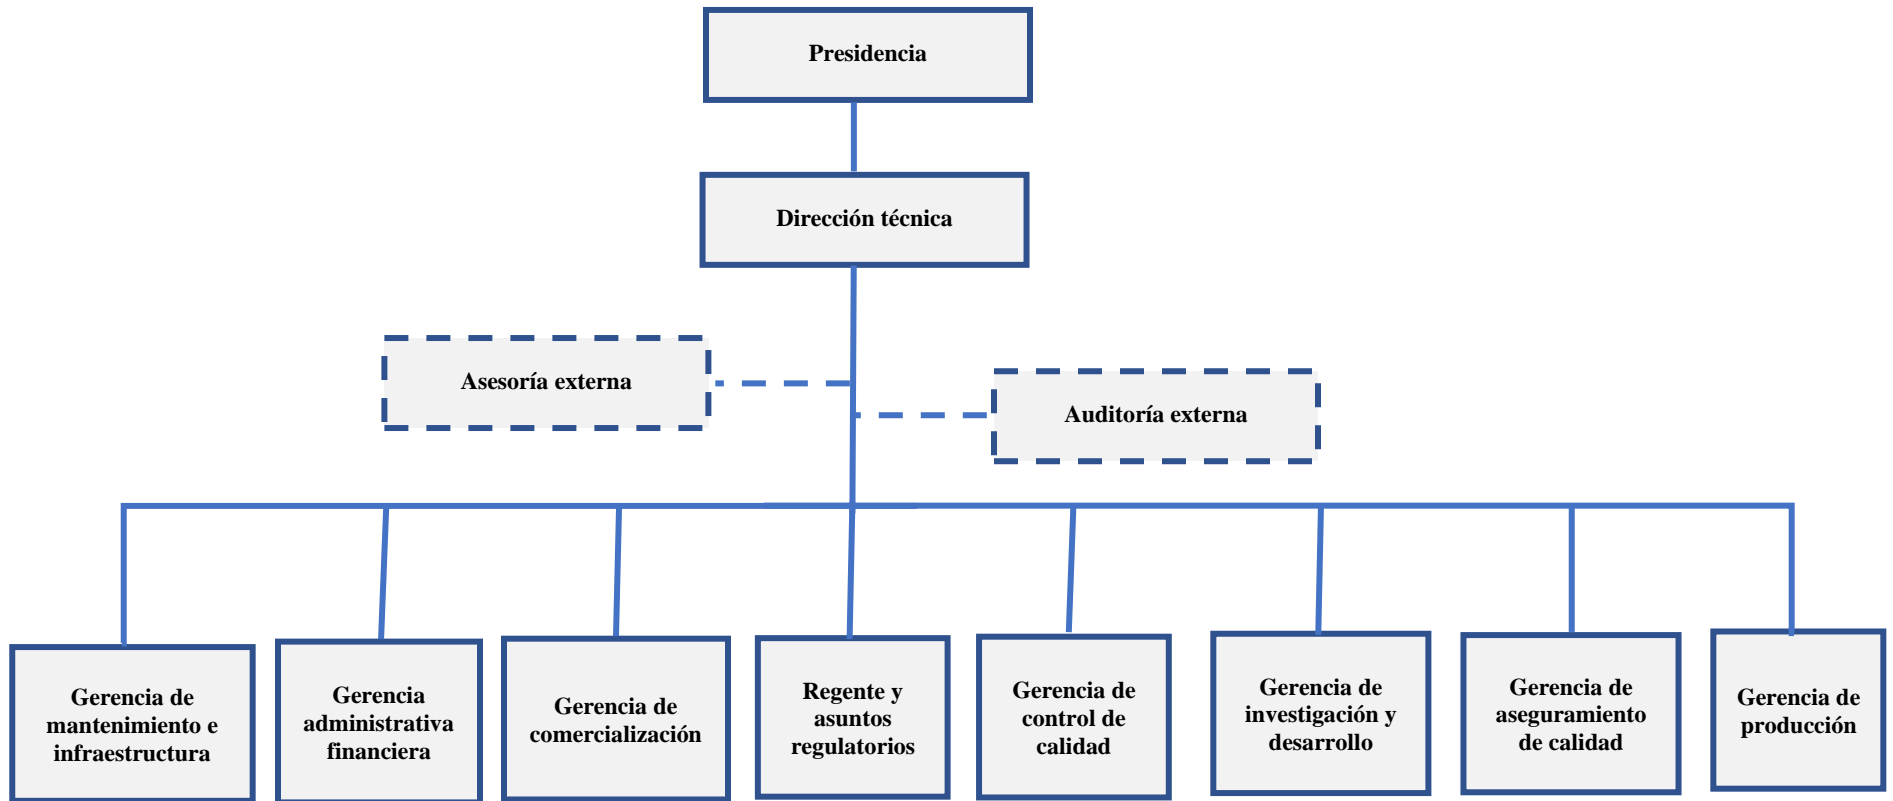 Presidencia
Dirección técnica
Asesoría externa
Auditoría externa
Gerencia de
mantenimiento e
infraestructura
Gerencia
administrativa
financiera
Gerencia de
comercialización
Regente y
asuntos
regulatorios
Gerencia de
control de
calidad
Gerencia de
investigación y
desarrollo
Gerencia de
aseguramiento
de calidad
Gerencia de
producción